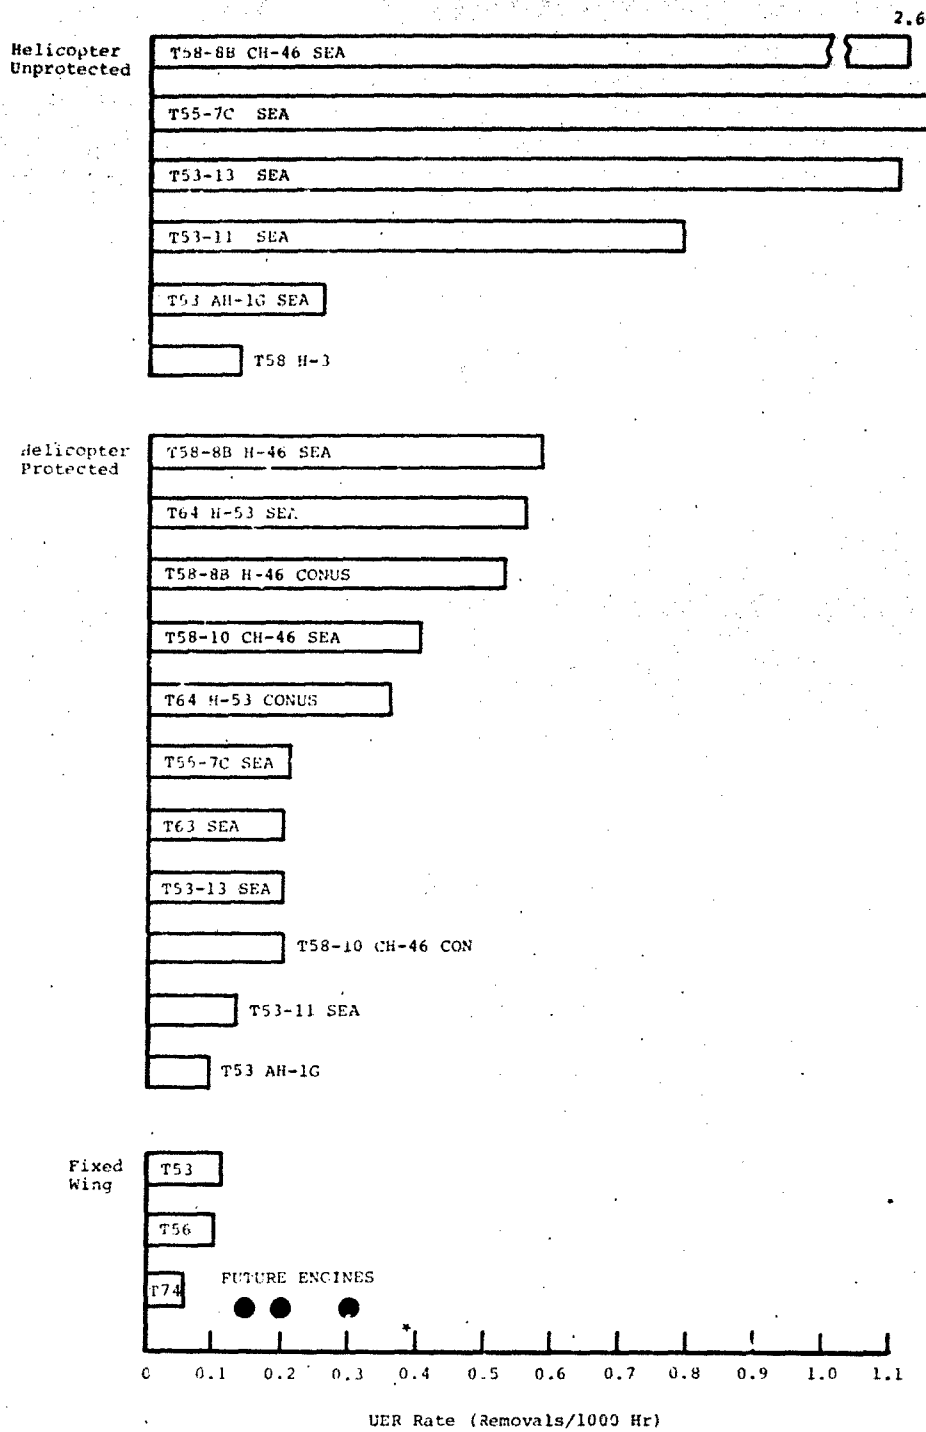 2.6
Helicopter
Unprotected
T58-8B CH-46 SEA
T55-7C SEA
T53-13 SEA
T53-11 SEA
T53 AH-1G SEA
T58 H-3
Helicopter
Protected
T58-8B H-46 SEA
T64 H-53 SEA
T58-8B H-46 CONUS
T58-10 CH-46 SEA
T64 H-53 CONUS
T55-7C SEA
T63 SEA
T53-13 SEA
T58-10 CH-46 CON
T53-11 SEA
T53 AH-1G
Fixed
Wing
T53
T56
T74
FUTURE ENGINES
0 0.1 0.2 0.3 0.4 0.5 0.6 0.7 0.8 0.9 1.0 1.1
UER Rate (Removals/1000 Hr)